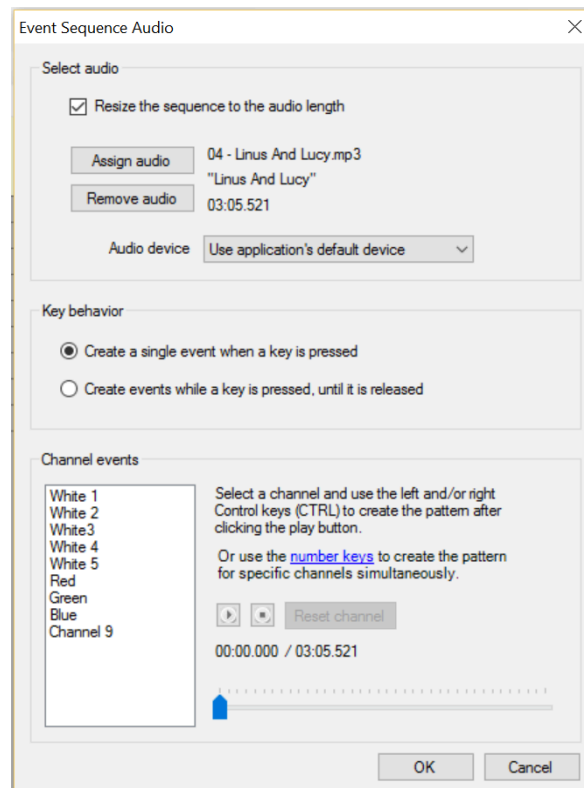 Event Sequence Audio
Select audio
Resize the sequence to the audio length
Assign audio
04 - Linus And Lucy.mp3
"Linus And Lucy"
Remove audio
03:05.521
Audio device
Use application's default device
Key behavior
Create a single event when a key is pressed
Create events while a key is pressed, until it is released
Channel events
White 1
White 2
White3
White 4
White 5
Red
Green
Blue
Channel 9
Select a channel and use the left and/or right
Control keys (CTRL) to create the pattern after
clicking the play button.
Or use the number keys to create the pattern
for specific channels simultaneously.
Reset channel
00:00.000 / 03:05.521
OK
Cancel